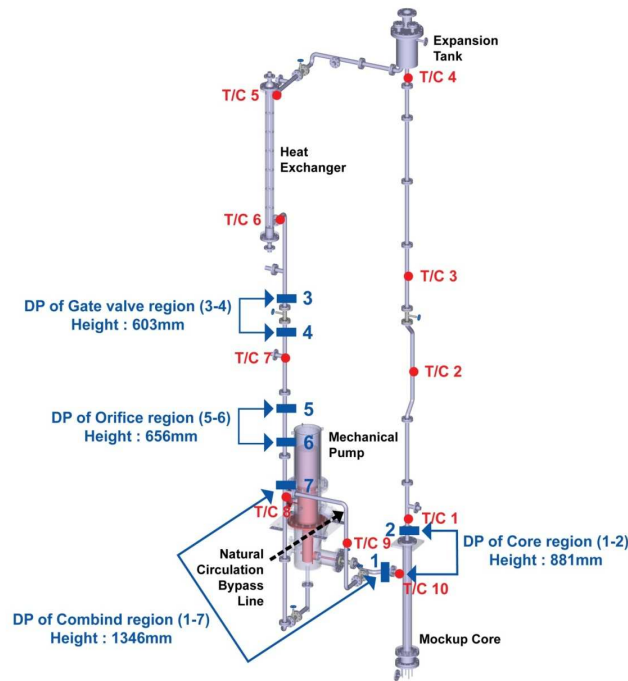 Expansion
Tank
T/C 4
T/C 5
Heat
Exchanger
T/C 6
T/C 3
3
DP of Gate valve region (3-4)
Height : 603mm
4
T/C 7
T/C 2
5
DP of Orifice region (5-6)
Height : 656mm
6
Mechanical
Pump
7
T/C 8
T/C 1
2
DP of Core region (1-2)
Height : 881mm
T/C 9
Natural
Circulation
Bypass
Line
1
T/C 10
DP of Combind region (1-7)
Height : 1346mm
Mockup Core